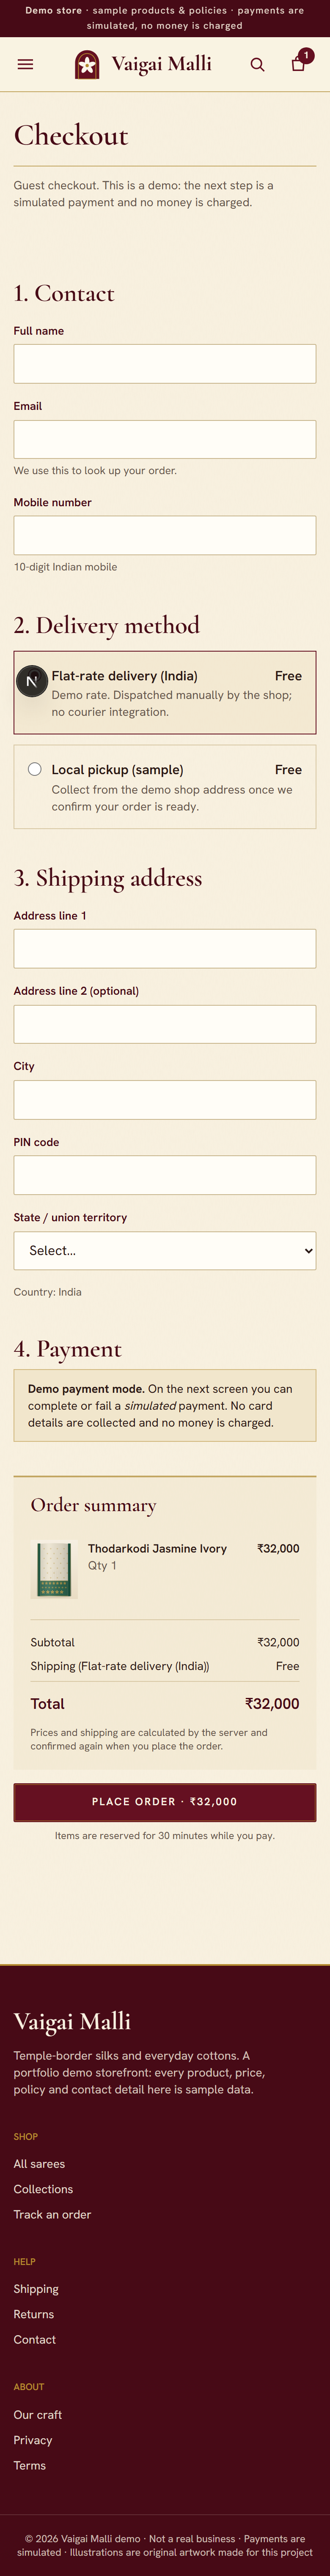 Demo store · sample products & policies · payments are
simulated, no money is charged
Vaigai Malli
1
Checkout
Guest checkout. This is a demo: the next step is a
simulated payment and no money is charged.
1. Contact
Full name
Email
We use this to look up your order.
Mobile number
10-digit Indian mobile
2. Delivery method
N
Flat-rate delivery (India) Free
Demo rate. Dispatched manually by the shop;
no courier integration.
Local pickup (sample) Free
Collect from the demo shop address once we
confirm your order is ready.
3. Shipping address
Address line 1
Address line 2 (optional)
City
PIN code
State / union territory
Select...
Country: India
4. Payment
Demo payment mode. On the next screen you can
complete or fail a simulated payment. No card
details are collected and no money is charged.
Order summary
Thodarkodi Jasmine Ivory ₹32,000
Qty 1
Subtotal ₹32,000
Shipping (Flat-rate delivery (India)) Free
Total ₹32,000
Prices and shipping are calculated by the server and
confirmed again when you place the order.
PLACE ORDER · ₹32,000
Items are reserved for 30 minutes while you pay.
Vaigai Malli
Temple-border silks and everyday cottons. A
portfolio demo storefront: every product, price,
policy and contact detail here is sample data.
SHOP
All sarees
Collections
Track an order
HELP
Shipping
Returns
Contact
ABOUT
Our craft
Privacy
Terms
© 2026 Vaigai Malli demo · Not a real business · Payments are
simulated · Illustrations are original artwork made for this project